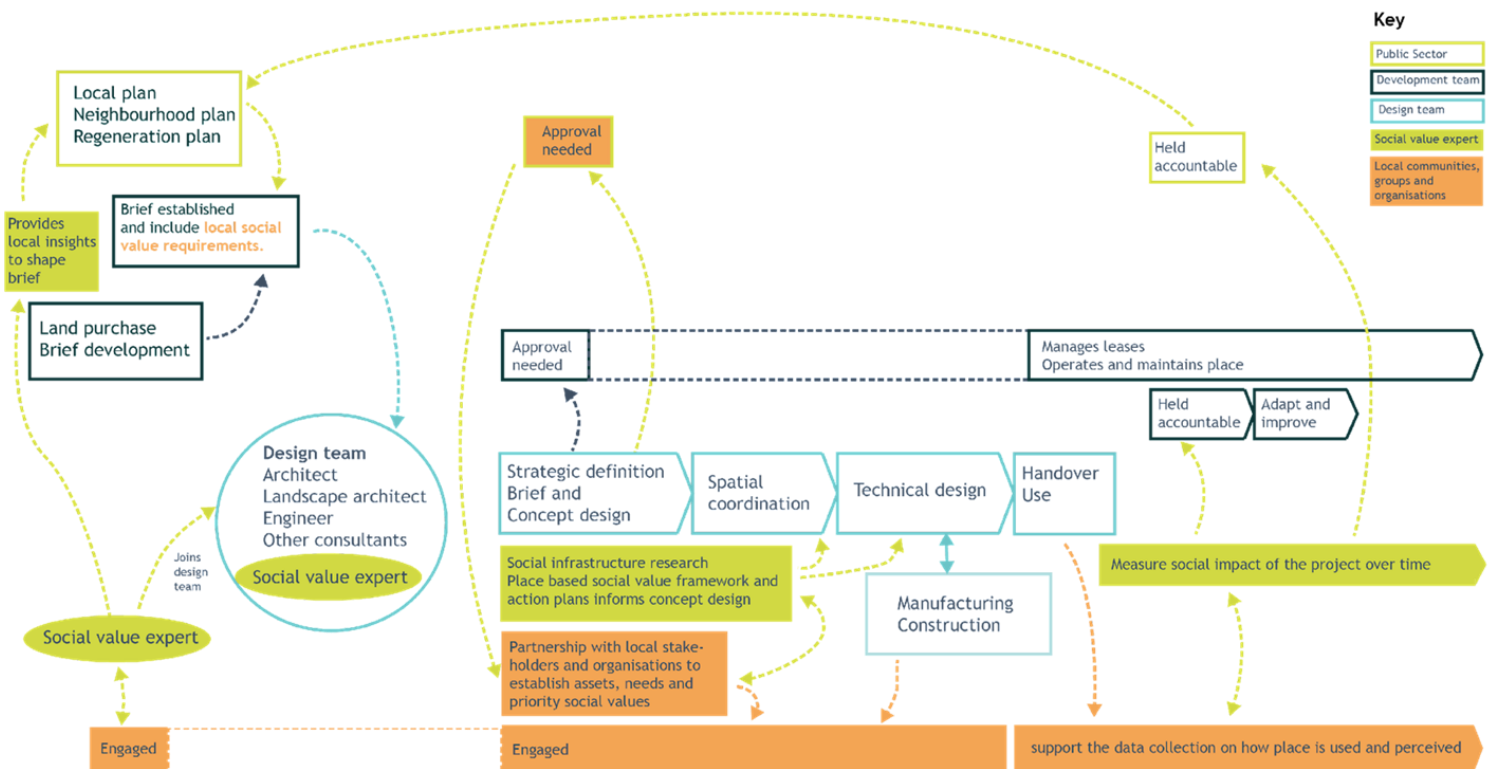 Key
Public Sector
Development team
Design team
Social value expert
Local communities,
groups and
organisations
Local plan
Neighbourhood plan
Regeneration plan
Approval
needed
Held
accountable
Provides
local insights
to shape
brief
Brief established
and include local social
value requirements.
Land purchase
Brief development
Approval
needed
Manages leases
Operates and maintains place
Held
accountable
Adapt and
improve
Design team
Architect
Landscape architect
Engineer
Other consultants
Social value expert
Joins
design
team
Social value expert
Strategic definition
Brief and
Concept design
Spatial
coordination
Technical design
Handover
Use
Social infrastructure research
Place based social value framework and
action plans informs concept design
Measure social impact of the project over time
Manufacturing
Construction
Partnership with local stake-
holders and organisations to
establish assets, needs and
priority social values
Engaged
Engaged
support the data collection on how place is used and perceived